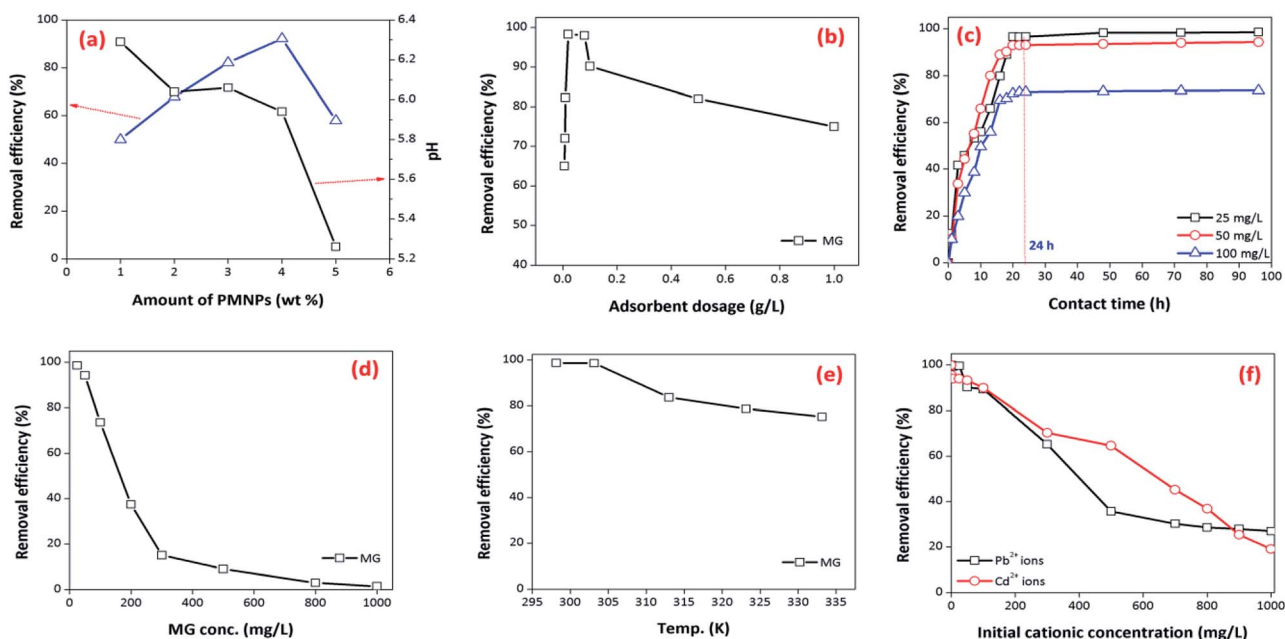 (a)
Removal efficiency (%)
100
80
60
40
20
0
6.4
6.2
6.0
5.8
5.6
5.4
5.2
pH
0 1 2 3 4 5 6
Amount of PMNPs (wt %)
(b)
Removal efficiency (%)
100
90
80
70
60
50
40
MG
0.0 0.2 0.4 0.6 0.8 1.0
Adsorbent dosage (g/L)
(c)
Removal efficiency (%)
100
80
60
40
20
0
25 mg/L
50 mg/L
100 mg/L
24 h
0 10 20 30 40 50 60 70 80 90 100
Contact time (h)
(d)
Removal efficiency (%)
100
80
60
40
20
0
MG
0 200 400 600 800 1000
MG conc. (mg/L)
(e)
Removal efficiency (%)
100
80
60
40
20
0
MG
295 300 305 310 315 320 325 330 335
Temp. (K)
(f)
Removal efficiency (%)
100
80
60
40
20
0
Pb²⁺ ions
Cd²⁺ ions
0 200 400 600 800 1000
Initial cationic concentration (mg/L)